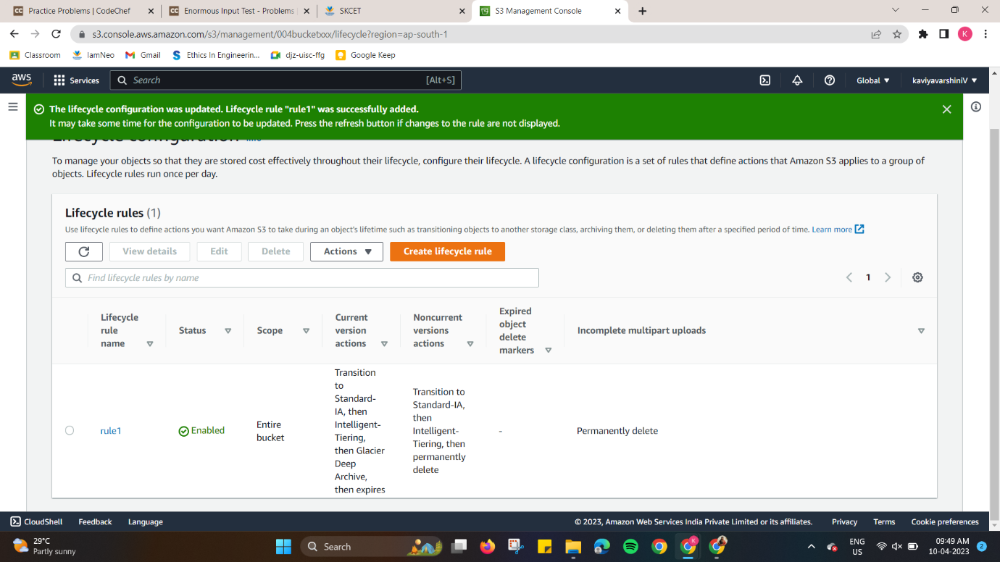 Practice Problems | CodeChef
Enormous Input Test - Problems
SKCET
S3 Management Console
s3.console.aws.amazon.com/s3/management/004bucketxxx/lifecycle?region=ap-south-1
K
Classroom
IamNeo
Gmail
Ethics In Engineerin...
djz-uisc-ffg
Google Keep
aws
Services
Search
[Alt+S]
Global
kaviyavarshiniV
The lifecycle configuration was updated. Lifecycle rule "rule1" was successfully added.
It may take some time for the configuration to be updated. Press the refresh button if changes to the rule are not displayed.
Lifecycle configuration Info
To manage your objects so that they are stored cost effectively throughout their lifecycle, configure their lifecycle. A lifecycle configuration is a set of rules that define actions that Amazon S3 applies to a group of
objects. Lifecycle rules run once per day.
Lifecycle rules (1)
Use lifecycle rules to define actions you want Amazon S3 to take during an object's lifetime such as transitioning objects to another storage class, archiving them, or deleting them after a specified period of time. Learn more
View details
Edit
Delete
Actions
Create lifecycle rule
Find lifecycle rules by name
1
Lifecycle
rule
name
Status
Scope
Current
version
actions
Noncurrent
versions
actions
Expired
object
delete
markers
Incomplete multipart uploads
rule1
Enabled
Entire
bucket
Transition
to
Standard-
IA, then
Intelligent-
Tiering,
then Glacier
Deep
Archive,
then expires
Transition to
Standard-IA,
then
Intelligent-
Tiering, then
permanently
delete
-
Permanently delete
CloudShell
Feedback
Language
© 2023, Amazon Web Services India Private Limited or its affiliates.
Privacy
Terms
Cookie preferences
29°C
Partly sunny
Search
K
ENG
US
09:49 AM
10-04-2023
2